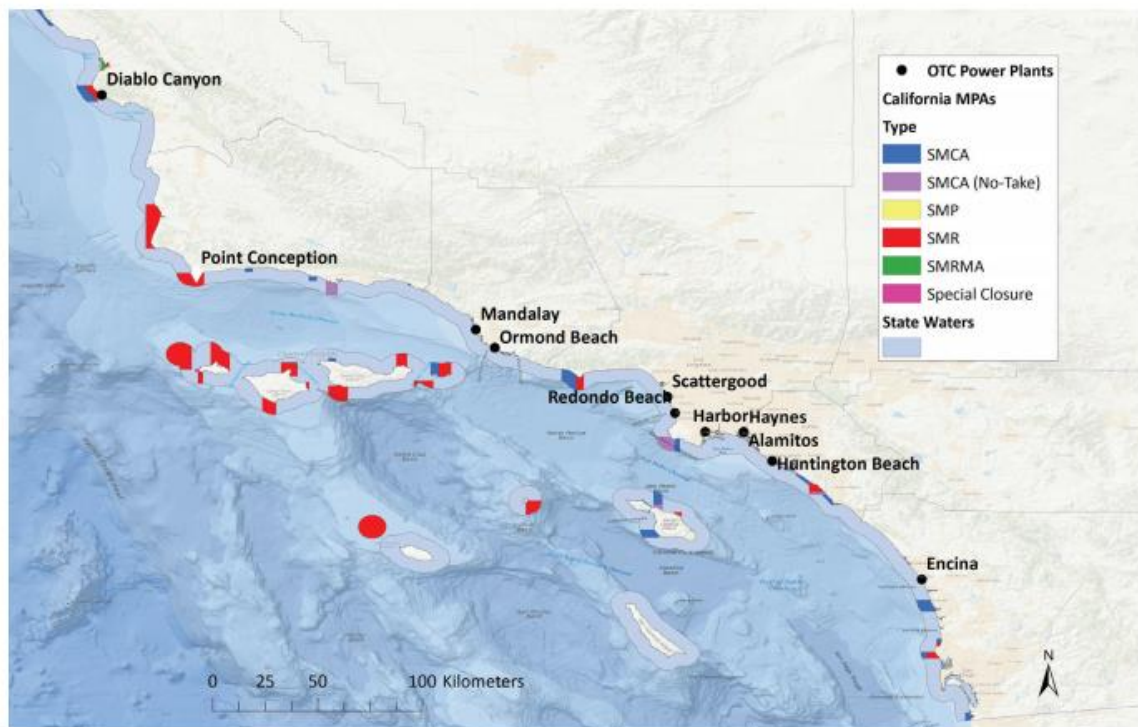 Diablo Canyon
Point Conception
Mandalay
Ormond Beach
Scattergood
Redondo Beach
Harbor
Haynes
Alamitos
Huntington Beach
Encina
OTC Power Plants
California MPAs
Type
SMCA
SMCA (No-Take)
SMP
SMR
SMRMA
Special Closure
State Waters
N
0 25 50 100 Kilometers